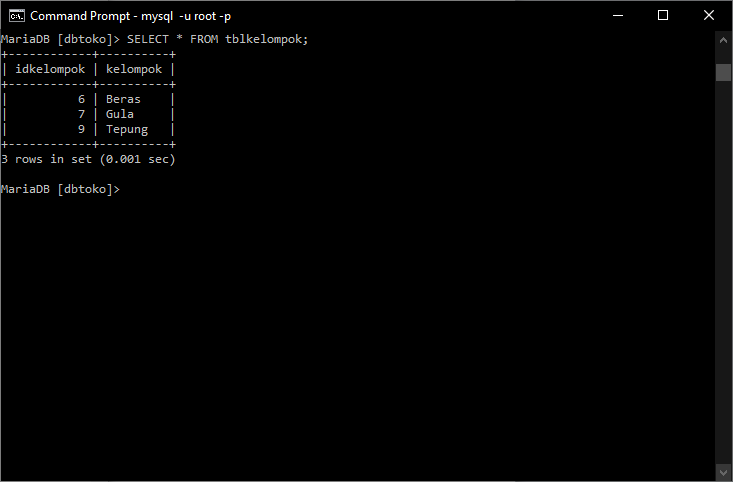 Command Prompt - mysql  -u root -p
MariaDB [dbtoko]> SELECT * FROM tblkelompok;
+------------+----------+
| idkelompok | kelompok |
+------------+----------+
|          6 | Beras    |
|          7 | Gula     |
|          9 | Tepung   |
+------------+----------+
3 rows in set (0.001 sec)
MariaDB [dbtoko]>